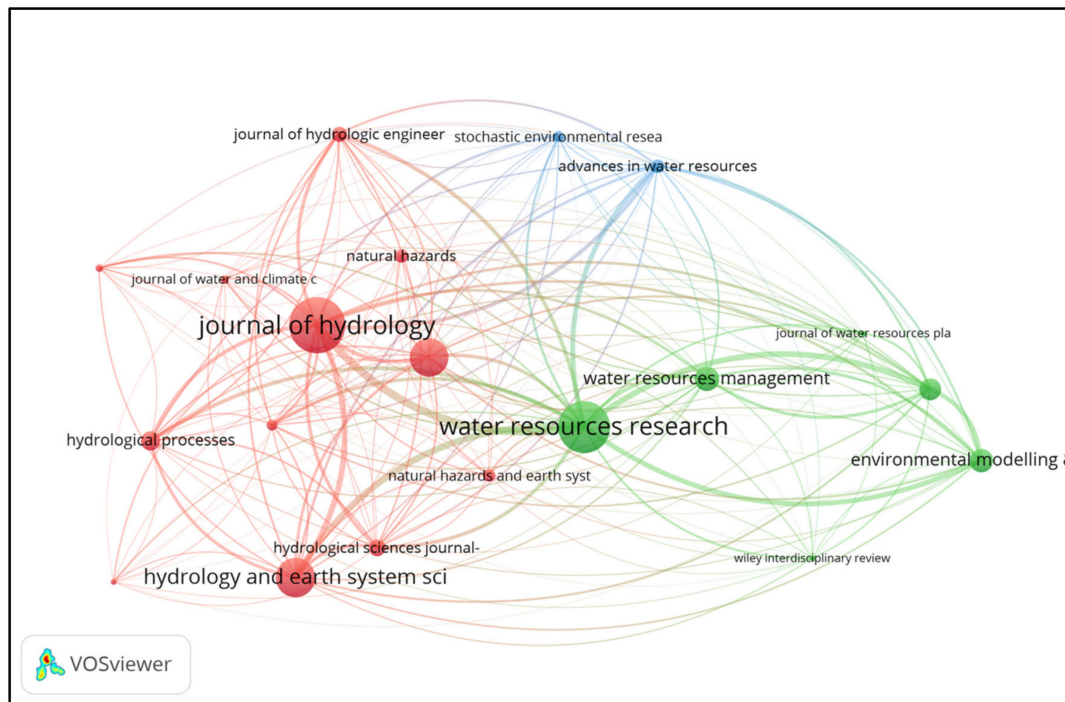 journal of hydrologic engineer
stochastic environmental resea
advances in water resources
natural hazards
journal of water and climate c
journal of hydrology
journal of water resources pla
water resources management
water resources research
hydrological processes
environmental modelling &
natural hazards and earth syst
hydrological sciences journal-
wiley interdisciplinary review
hydrology and earth system sci
VOSviewer